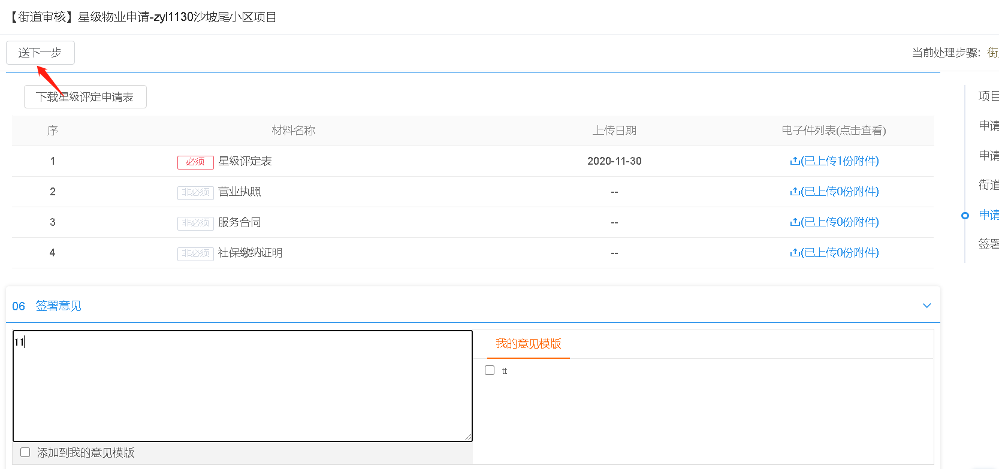 【街道审核】星级物业申请-zyl1130沙坡尾小区项目
送下一步
当前处理步骤：街
下载星级评定申请表
序 材料名称 上传日期 电子件列表(点击查看)
1 必须 星级评定表 2020-11-30 (已上传1份附件)
2 非必须 营业执照 -- (已上传0份附件)
3 非必须 服务合同 -- (已上传0份附件)
4 非必须 社保缴纳证明 -- (已上传0份附件)
项目
申请
申请
街道
申请
签署
06 签署意见
11
我的意见模版
tt
添加到我的意见模版